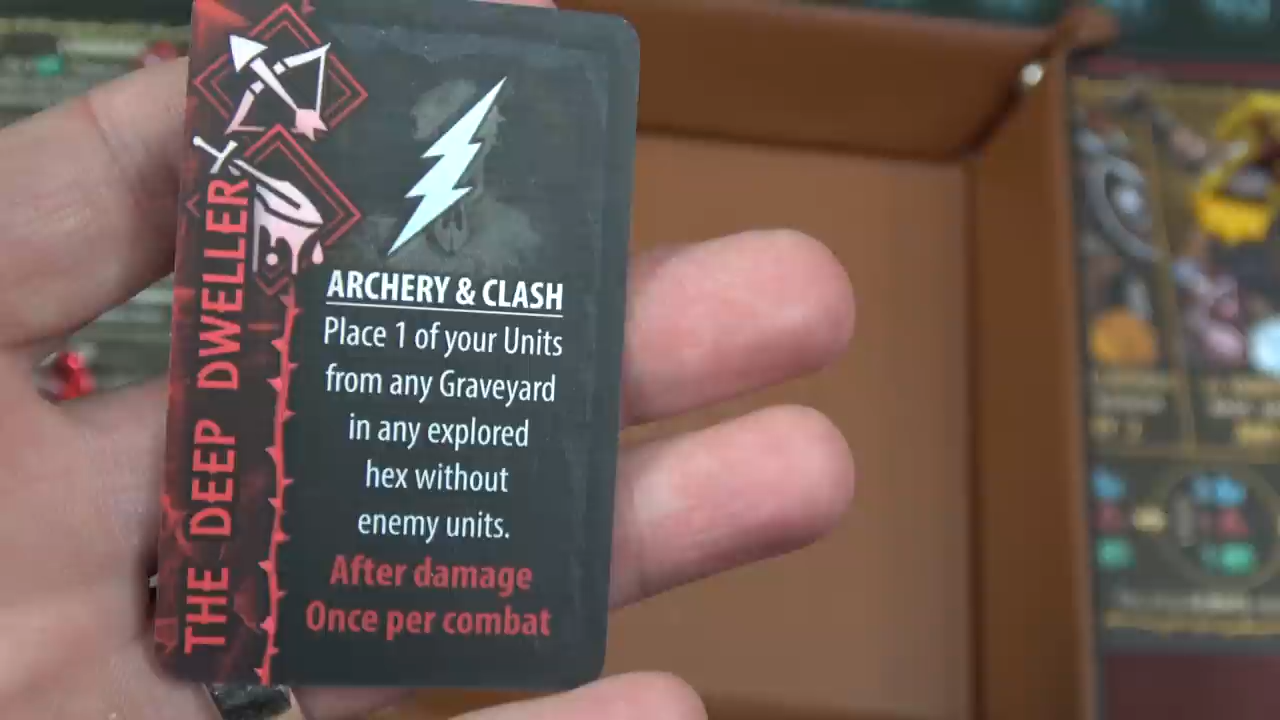 THE DEEP DWELLER
ARCHERY & CLASH
Place 1 of your Units
from any Graveyard
in any explored
hex without
enemy units.
After damage
Once per combat